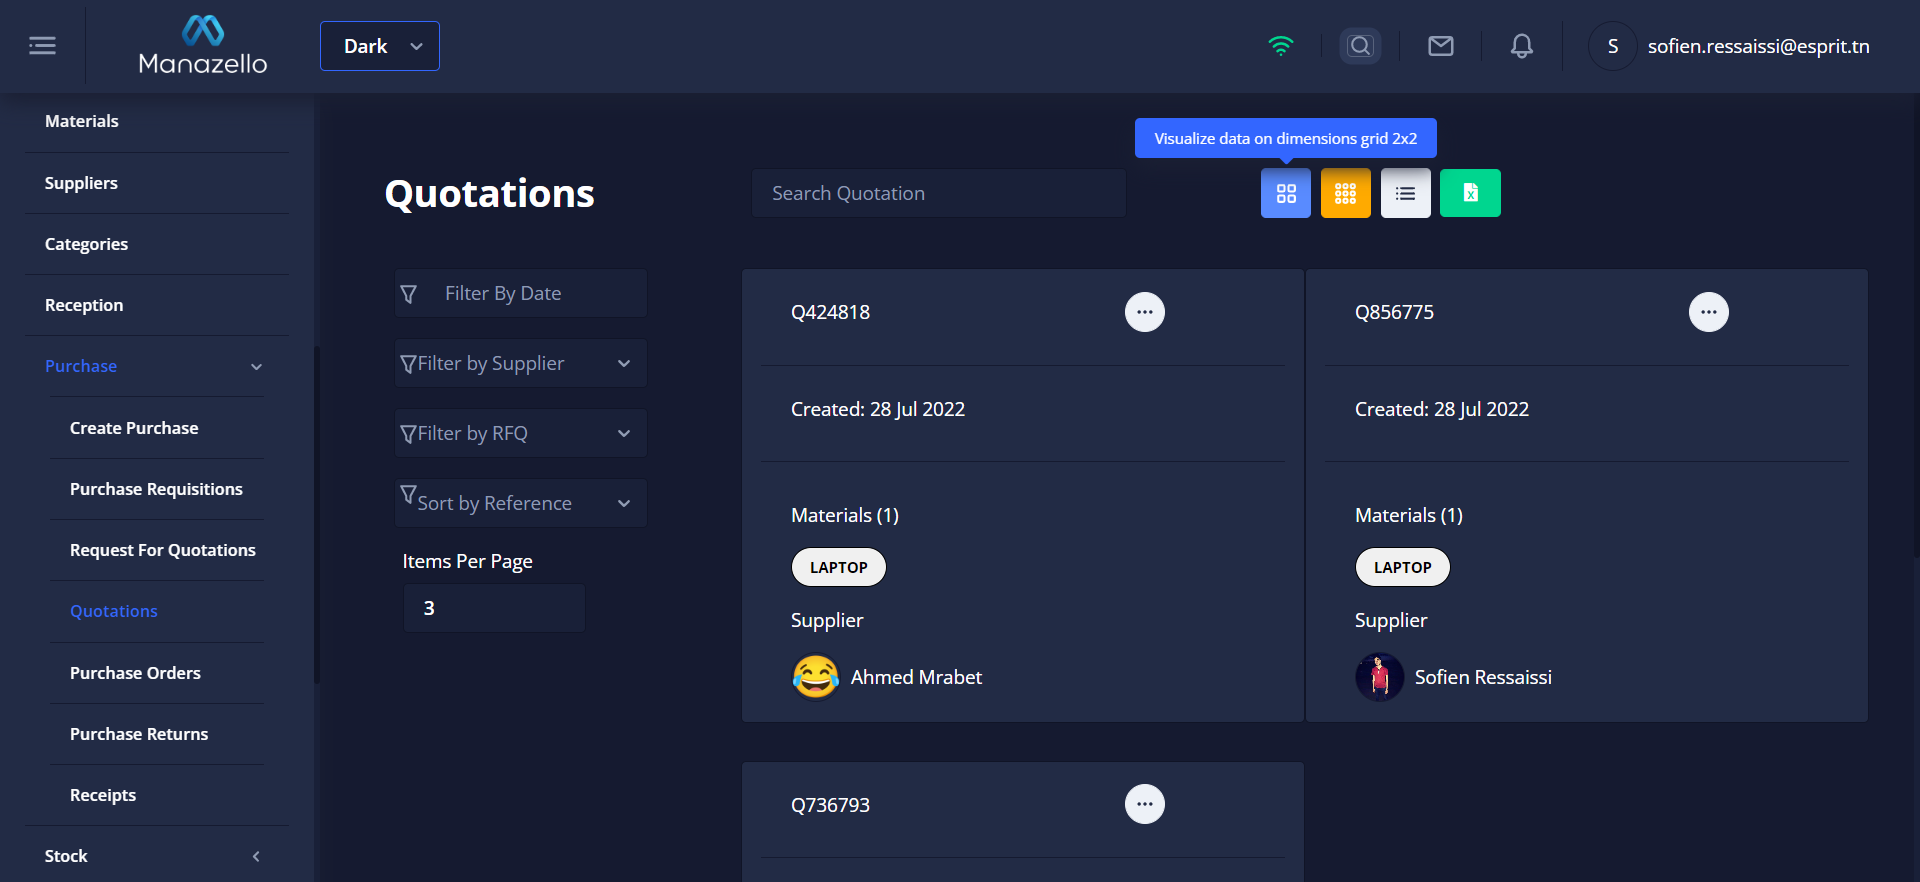 Manazello
Dark
S
sofien.ressaissi@esprit.tn
Materials
Suppliers
Categories
Reception
Purchase
Create Purchase
Purchase Requisitions
Request For Quotations
Quotations
Purchase Orders
Purchase Returns
Receipts
Stock
Visualize data on dimensions grid 2x2
Quotations
Search Quotation
X
Filter By Date
Filter by Supplier
Filter by RFQ
Sort by Reference
Items Per Page
3
Q424818
Created: 28 Jul 2022
Materials (1)
LAPTOP
Supplier
Ahmed Mrabet
Q856775
Created: 28 Jul 2022
Materials (1)
LAPTOP
Supplier
Sofien Ressaissi
Q736793